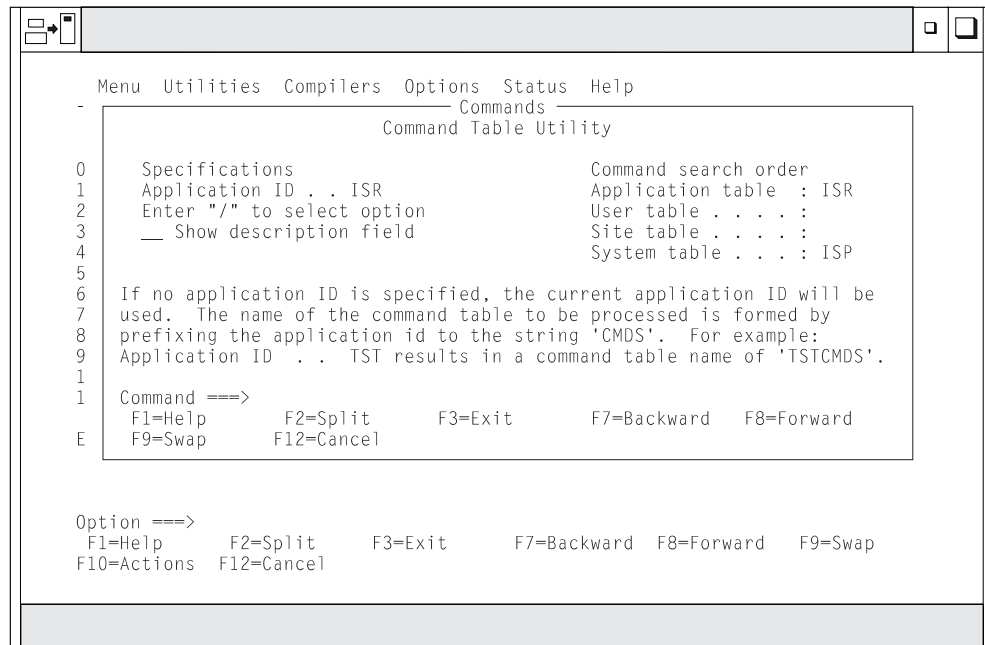 Menu  Utilities  Compilers  Options  Status  Help
- Commands
Command Table Utility
0 Specifications Command search order
1 Application ID . . ISR Application table  : ISR
2 Enter "/" to select option User table . . . . :
3 __ Show description field Site table . . . . :
4 System table . . . : ISP
5
6 If no application ID is specified, the current application ID will be
7 used.  The name of the command table to be processed is formed by
8 prefixing the application id to the string 'CMDS'.  For example:
9 Application ID  . .  TST results in a command table name of 'TSTCMDS'.
1
1 Command ===>
F1=Help F2=Split F3=Exit F7=Backward F8=Forward
E F9=Swap F12=Cancel
Option ===>
F1=Help F2=Split F3=Exit F7=Backward F8=Forward F9=Swap
F10=Actions F12=Cancel